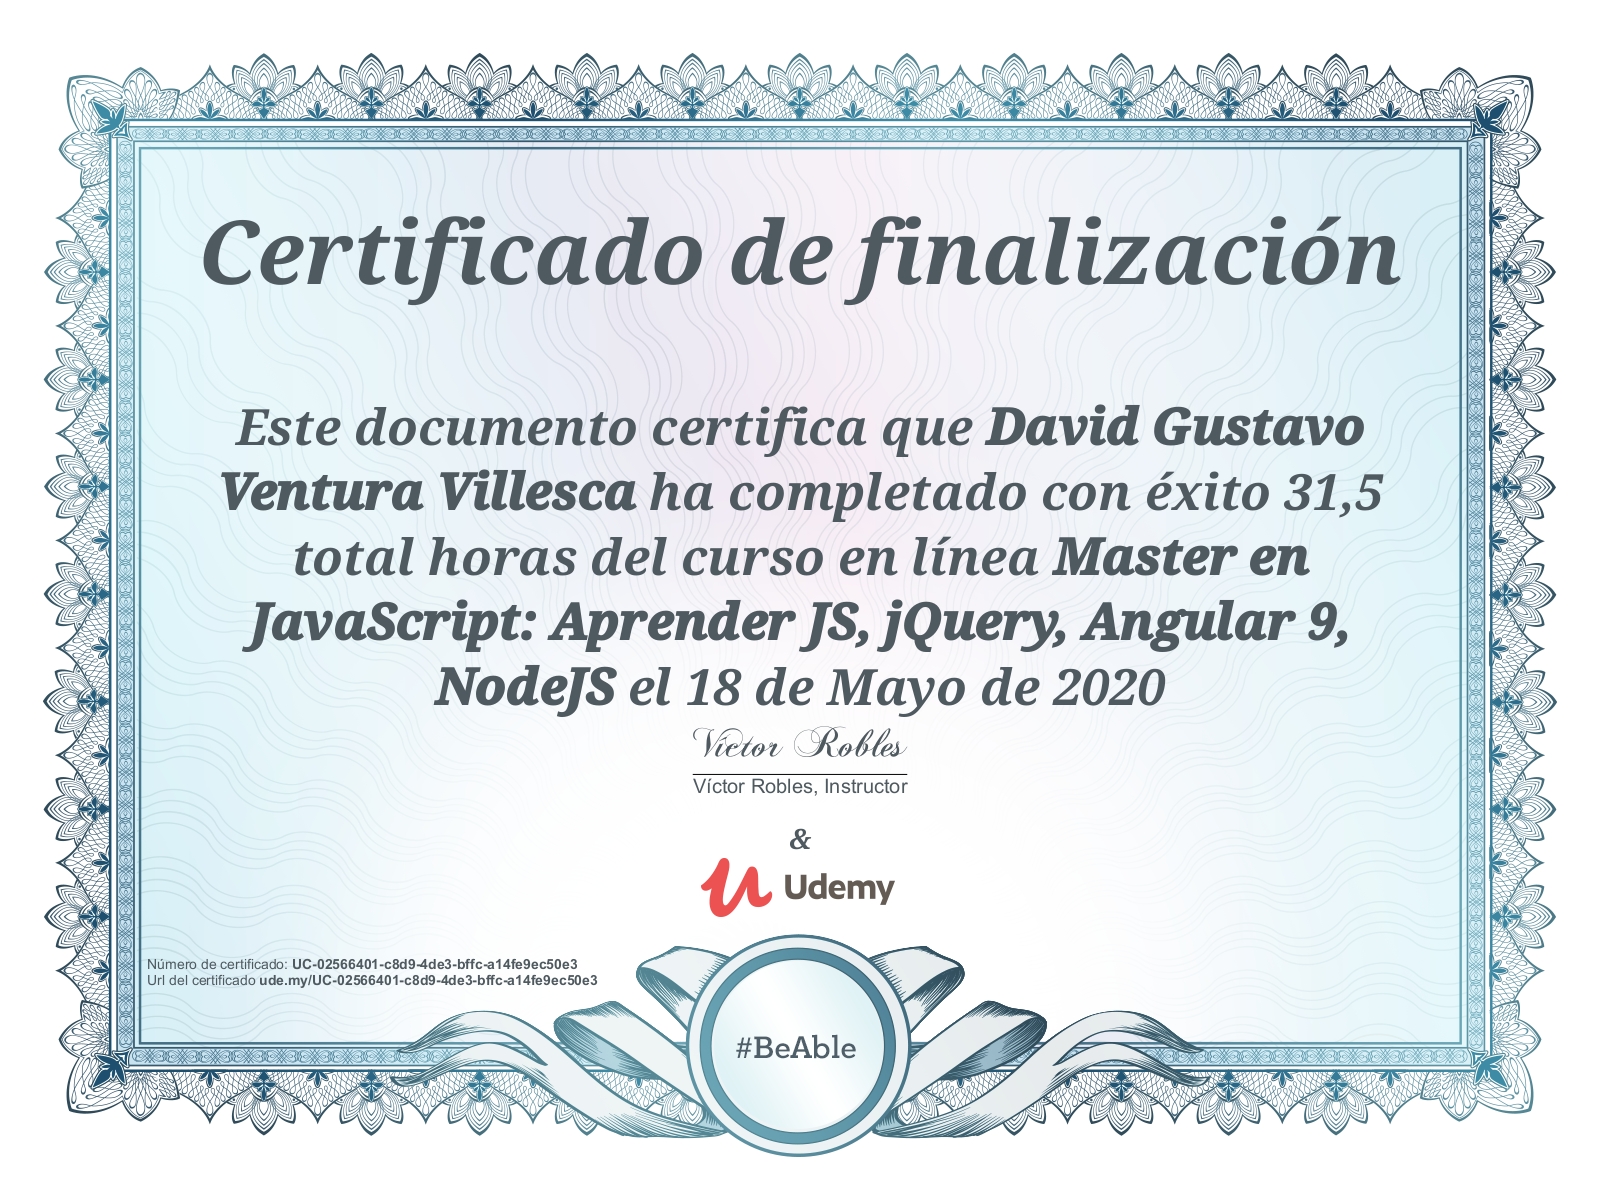 Certificado de finalización
Este documento certifica que David Gustavo
Ventura Villesca ha completado con éxito 31,5
total horas del curso en línea Master en
JavaScript: Aprender JS, jQuery, Angular 9,
NodeJS el 18 de Mayo de 2020
Víctor Robles
Víctor Robles, Instructor
&
Udemy
Número de certificado: UC-02566401-c8d9-4de3-bffc-a14fe9ec50e3
Url del certificado ude.my/UC-02566401-c8d9-4de3-bffc-a14fe9ec50e3
#BeAble